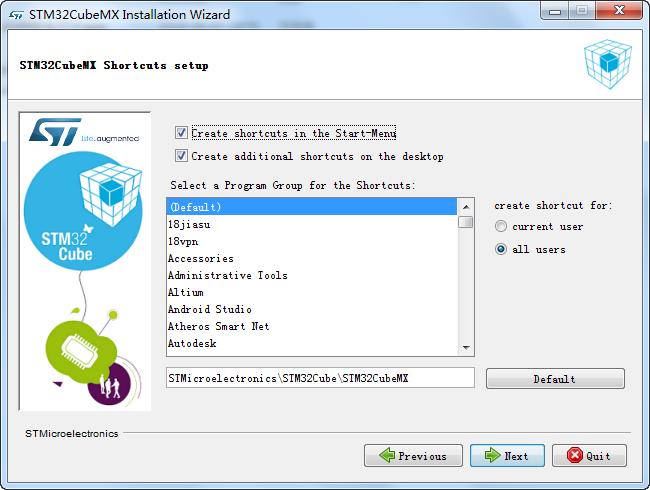 STM32CubeMX Installation Wizard
STM32CubeMX Shortcuts setup
ST
life.augmented
STM32
Cube
Create shortcuts in the Start-Menu
Create additional shortcuts on the desktop
Select a Program Group for the Shortcuts:
(Default)
18jiasu
18vpn
Accessories
Administrative Tools
Altium
Android Studio
Atheros Smart Net
Autodesk
create shortcut for:
current user
all users
STMicroelectronics\STM32Cube\STM32CubeMX
Default
STMicroelectronics
Previous
Next
Quit